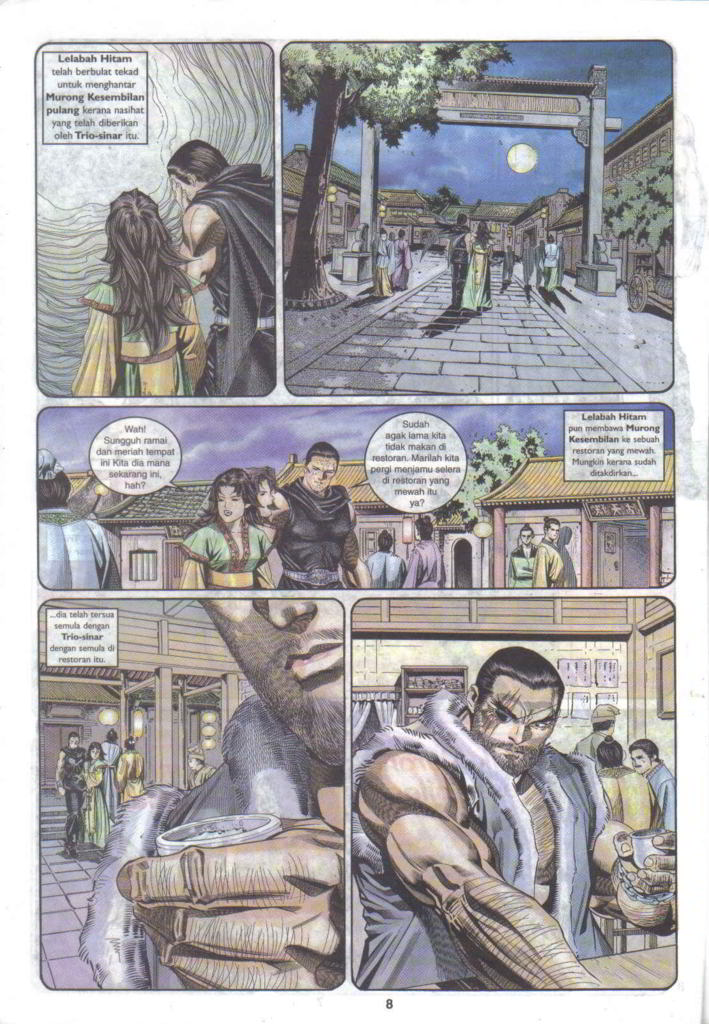 Lelabah Hitam
telah berbulat tekad
untuk menghantar
Murong Kesembilan
pulang kerana nasihat
yang telah diberikan
oleh Trio-sinar itu.
Wah!
Sungguh ramai
dan meriah tempat
ini Kita dia mana
sekarang ini,
hah?
Sudah
agak lama kita
tidak makan di
restoran. Marilah kita
pergi menjamu selera
di restoran yang
mewah itu
ya?
Lelabah Hitam
pun membawa Murong
Kesembilan ke sebuah
restoran yang mewah.
Mungkin kerana sudah
ditakdirkan...
...dia telah tersua
semula dengan
Trio-sinar
dengan semula di
restoran itu.
8